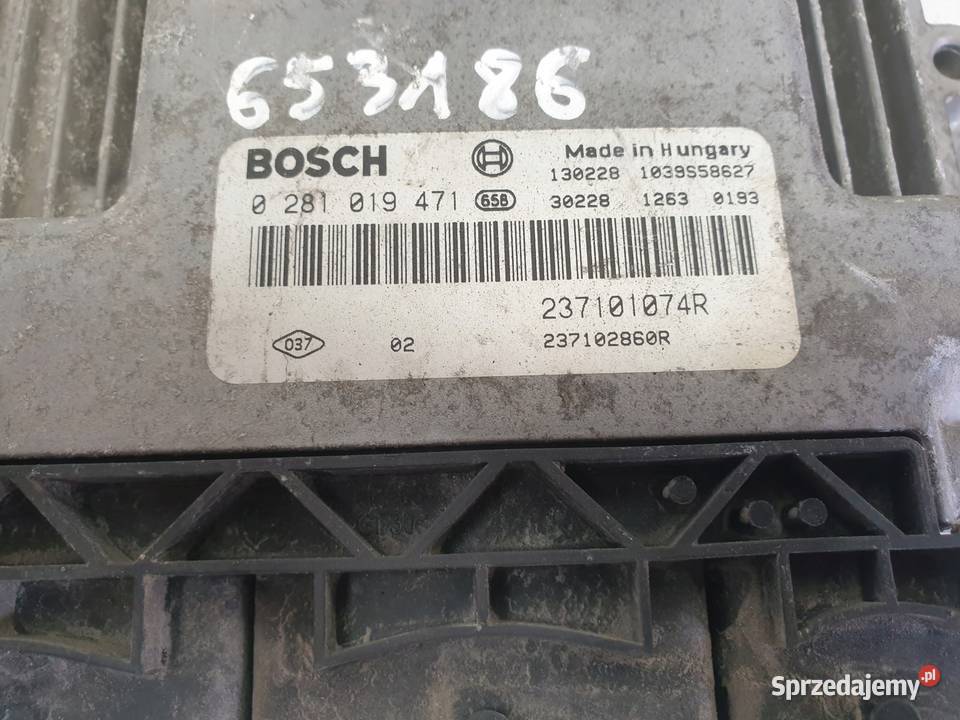 653186
BOSCH Made in Hungary
130228 1039S58627
0 281 019 471 658 30228 1263 0193
237101074R
037 02 237102860R
Sprzedajemy.pl